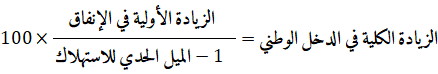 الزيادة الكلية في الدخل الوطني = الزيادة الأولية في الإنفاق / 1 − الميل الحدي للاستهلاك × 100